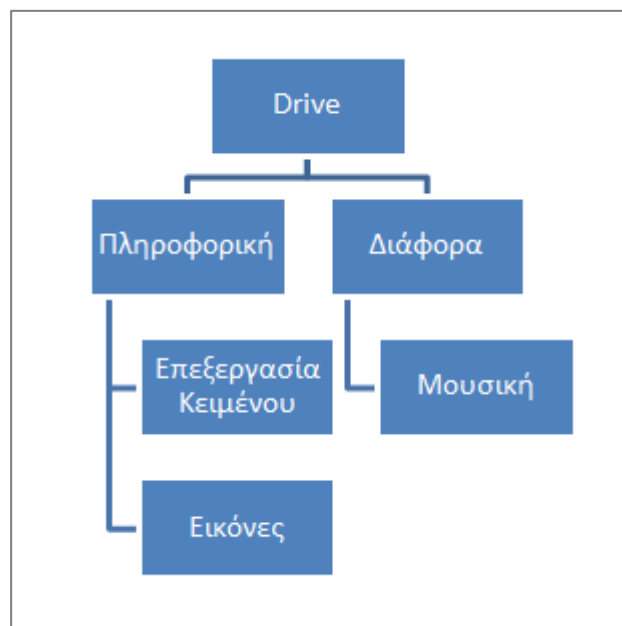 Drive
Πληροφορική
Διάφορα
Επεξεργασία
Κειμένου
Μουσική
Εικόνες